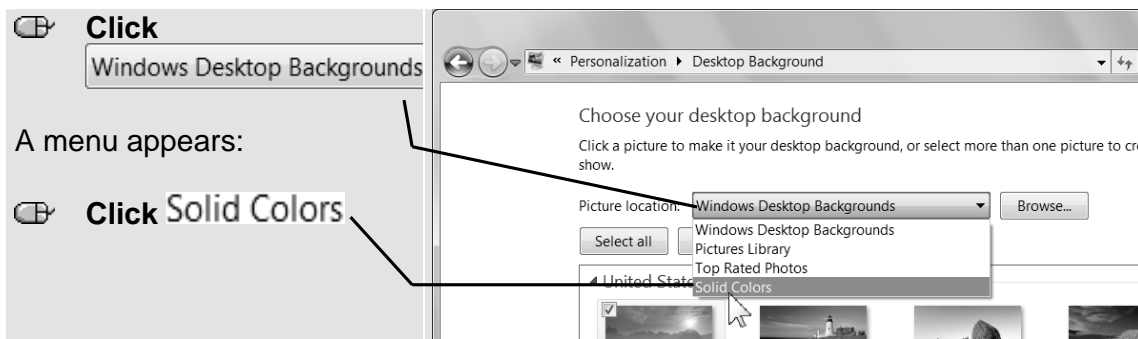 Click
Windows Desktop Backgrounds
A menu appears:
Click Solid Colors
« Personalization Desktop Background
Choose your desktop background
Click a picture to make it your desktop background, or select more than one picture to
show.
Picture location: Windows Desktop Backgrounds Browse...
Windows Desktop Backgrounds
Select all
Pictures Library
Top Rated Photos
United
Solid Colors